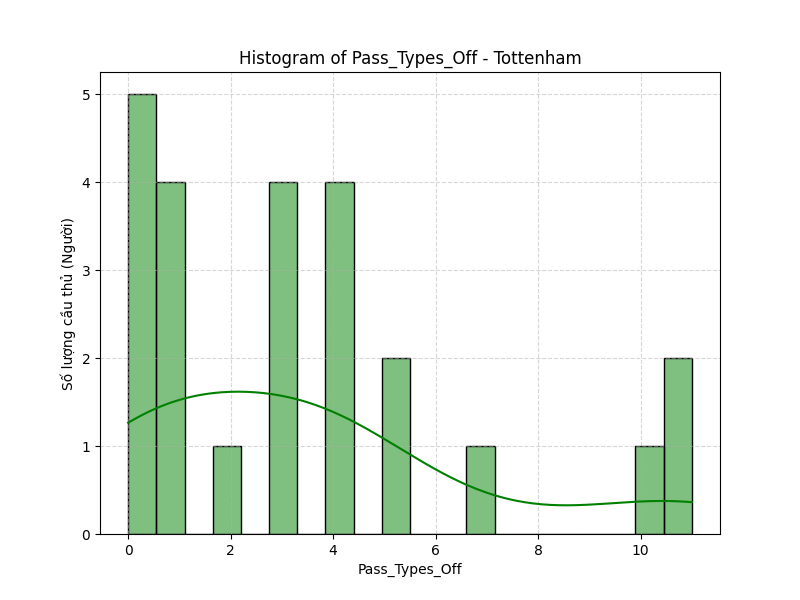 Histogram of Pass_Types_Off - Tottenham
5
4
3
2
1
0
Số lượng cầu thủ (Người)
0 2 4 6 8 10
Pass_Types_Off